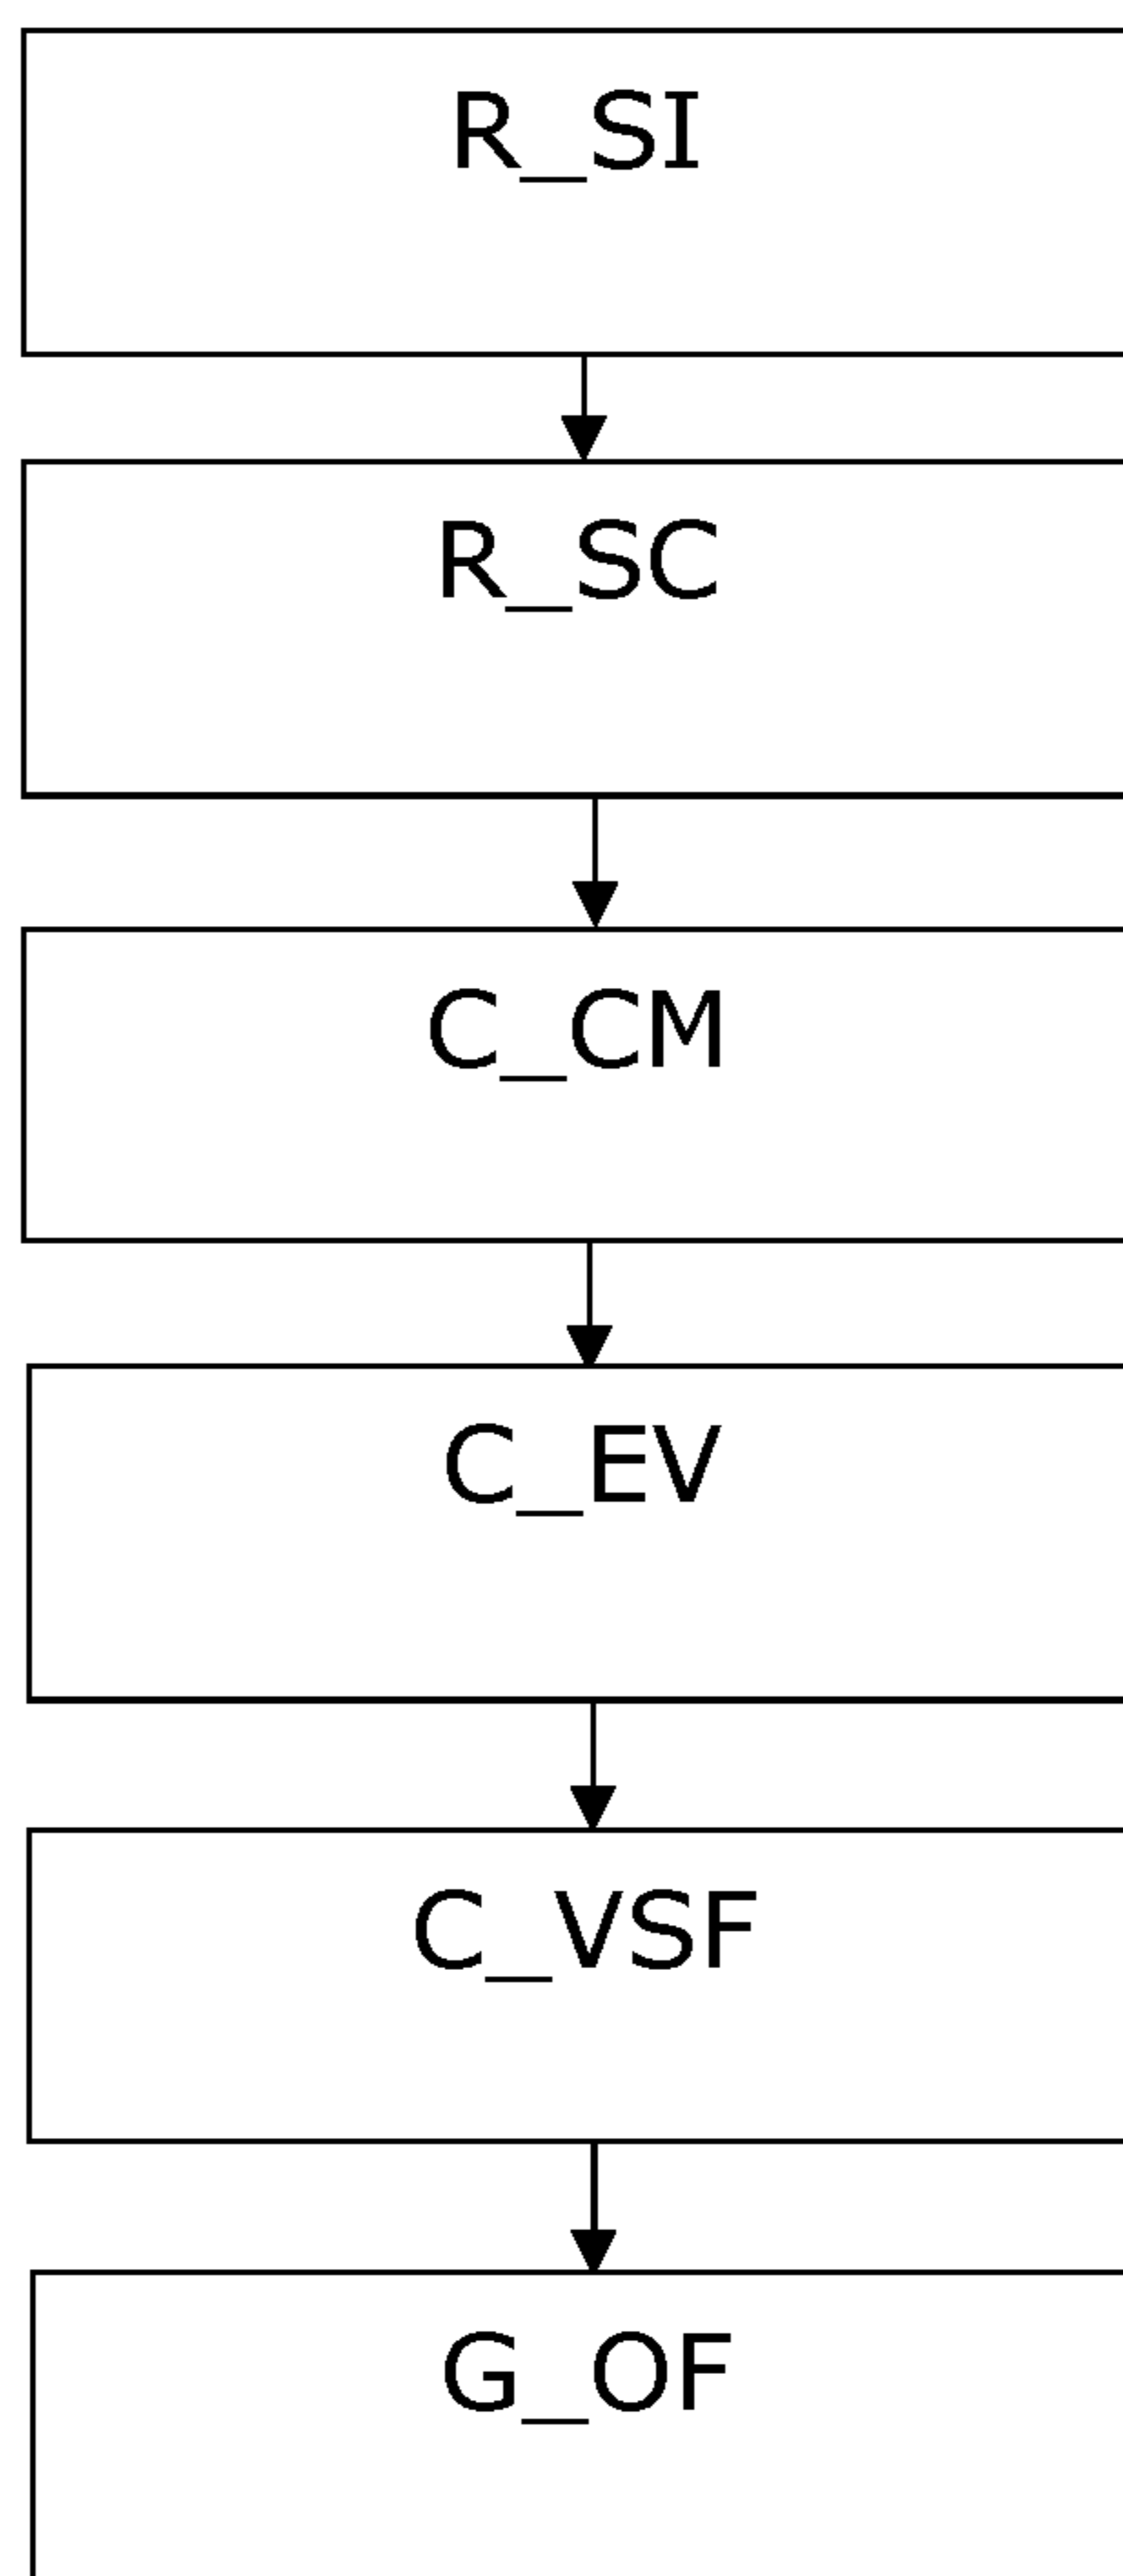 R_SI
R_SC
C_CM
C_EV
C_VSF
G_OF